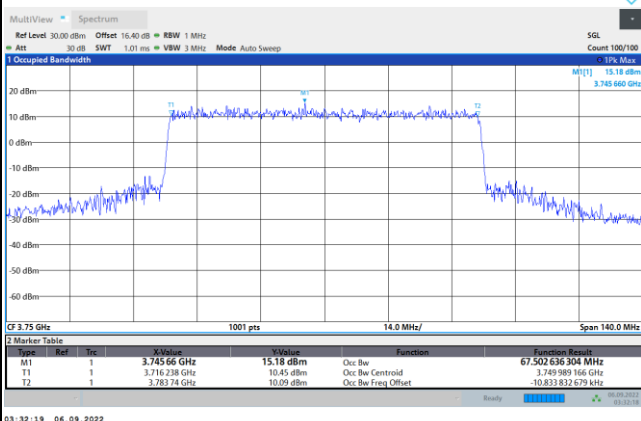 MultiView Spectrum
Ref Level 30.00 dBm Offset 16.40 dB RBW 1 MHz SGL
Att 30 dB SWT 1.01 ms VBW 3 MHz Mode Auto Sweep Count 100/100
1 Occupied Bandwidth 1Pk Max
M1[1] 15.18 dBm
3.745 660 GHz
20 dBm
M1
T1
T2
10 dBm
0 dBm
-10 dBm
-20 dBm
-30 dBm
-40 dBm
-50 dBm
-60 dBm
CF 3.75 GHz 1001 pts 14.0 MHz/ Span 140.0 MHz
2 Marker Table
Type Ref Trc X-Value Y-Value Function Function Result
M1 1 3.745 66 GHz 15.18 dBm Occ Bw 67.502 636 304 MHz
T1 1 3.716 238 GHz 10.45 dBm Occ Bw Centroid 3.749 989 166 GHz
T2 1 3.783 74 GHz 10.09 dBm Occ Bw Freq Offset -10.833 832 679 kHz
Ready 06.09.2022
03:32:18
03:32:19 06.09.2022